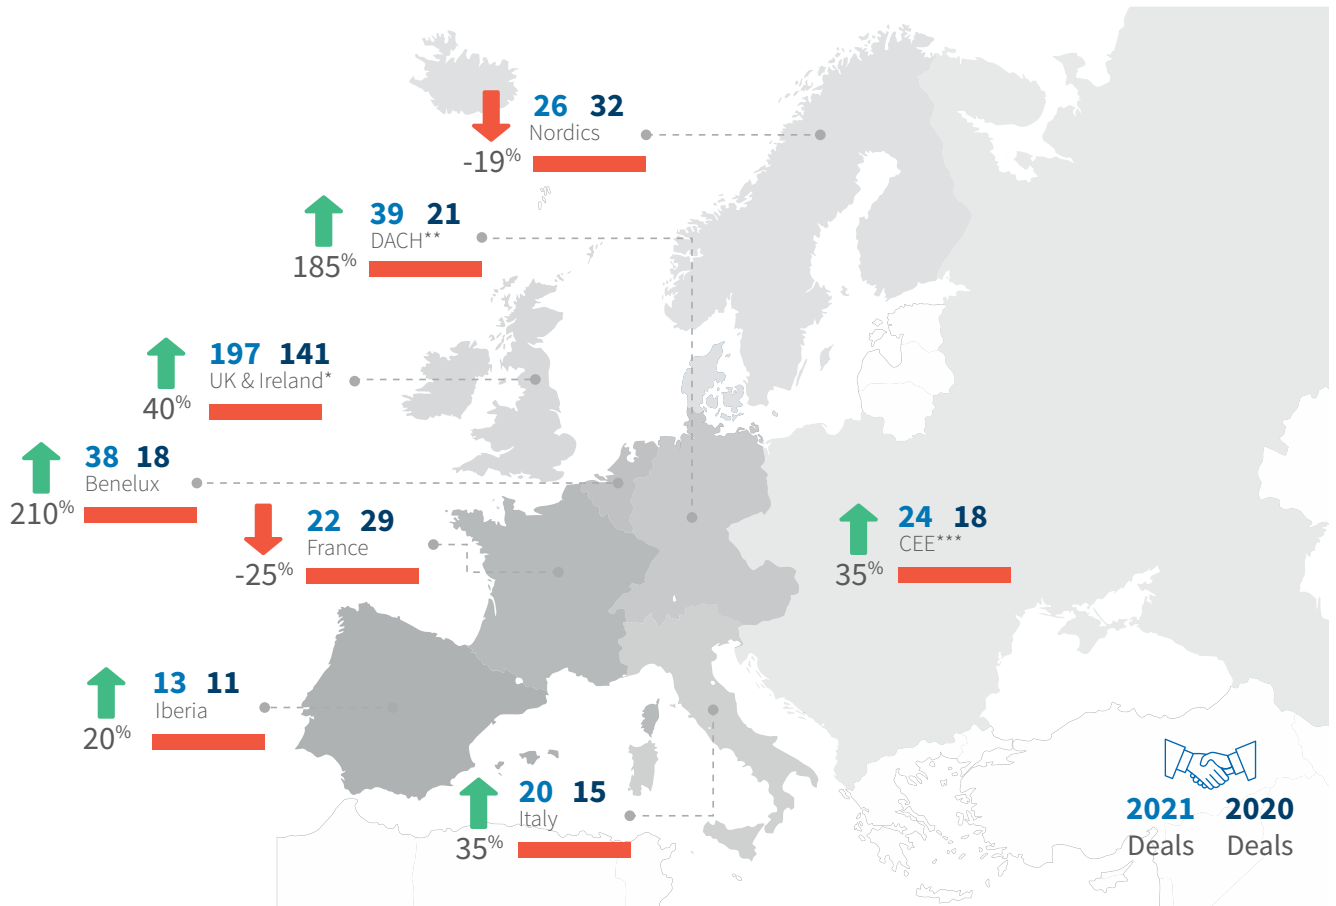 26 32
Nordics
-19%
39 21
DACH**
185%
197 141
UK & Ireland*
40%
38 18
Benelux
210%
22 29
France
-25%
24 18
CEE***
35%
13 11
Iberia
20%
20 15
Italy
35%
2021 2020
Deals Deals